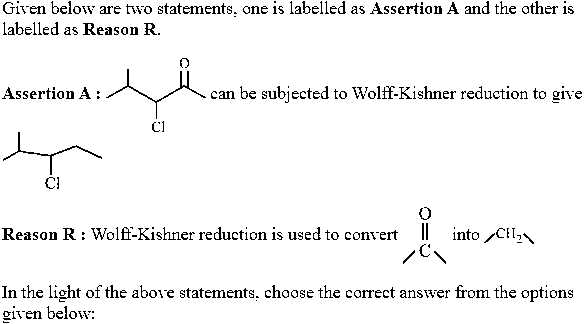 Given below are two statements, one is labelled as Assertion A and the other is
labelled as Reason R.
O
Assertion A : can be subjected to Wolff-Kishner reduction to give
Cl
Cl
O
Reason R : Wolff-Kishner reduction is used to convert C into CH₂
In the light of the above statements, choose the correct answer from the options
given below: